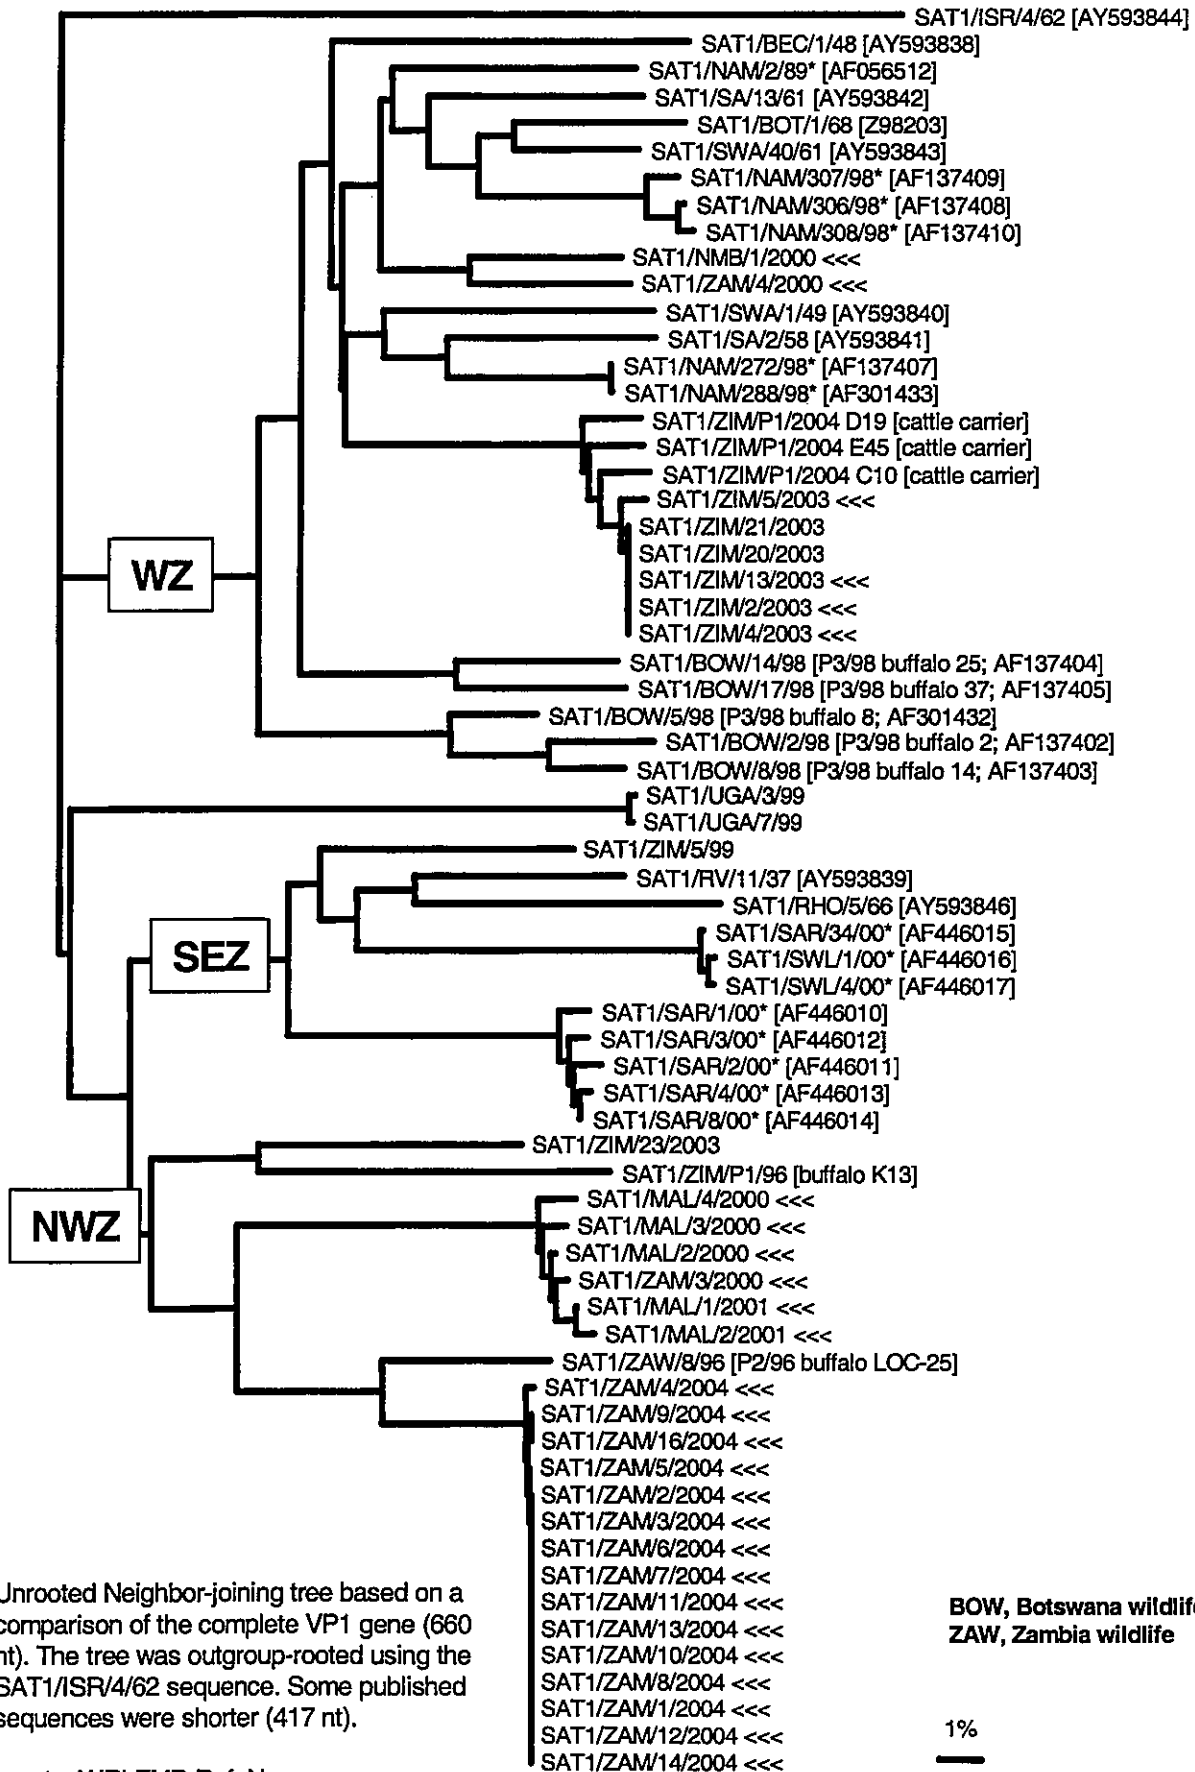 SAT1/ISR/4/62 [AY593844]
SAT1/BEC/1/48 [AY593838]
SAT1/NAM/2/89* [AF056512]
SAT1/SA/13/61 [AY593842]
SAT1/BOT/1/68 [Z98203]
SAT1/SWA/40/61 [AY593843]
SAT1/NAM/307/98* [AF137409]
SAT1/NAM/306/98* [AF137408]
SAT1/NAM/308/98* [AF137410]
SAT1/NMB/1/2000 <<<
SAT1/ZAM/4/2000 <<<
SAT1/SWA/1/49 [AY593840]
SAT1/SA/2/58 [AY593841]
SAT1/NAM/272/98* [AF137407]
SAT1/NAM/288/98* [AF301433]
SAT1/ZIM/P1/2004 D19 [cattle carrier]
SAT1/ZIM/P1/2004 E45 [cattle carrier]
SAT1/ZIM/P1/2004 C10 [cattle carrier]
SAT1/ZIM/5/2003 <<<
SAT1/ZIM/21/2003
SAT1/ZIM/20/2003
SAT1/ZIM/13/2003 <<<
SAT1/ZIM/2/2003 <<<
SAT1/ZIM/4/2003 <<<
WZ
SAT1/BOW/14/98 [P3/98 buffalo 25; AF137404]
SAT1/BOW/17/98 [P3/98 buffalo 37; AF137405]
SAT1/BOW/5/98 [P3/98 buffalo 8; AF301432]
SAT1/BOW/2/98 [P3/98 buffalo 2; AF137402]
SAT1/BOW/8/98 [P3/98 buffalo 14; AF137403]
SAT1/UGA/3/99
SAT1/UGA/7/99
SAT1/ZIM/5/99
SAT1/RV/11/37 [AY593839]
SAT1/RHO/5/66 [AY593846]
SAT1/SAR/34/00* [AF446015]
SAT1/SWL/1/00* [AF446016]
SAT1/SWL/4/00* [AF446017]
SEZ
SAT1/SAR/1/00* [AF446010]
SAT1/SAR/3/00* [AF446012]
SAT1/SAR/2/00* [AF446011]
SAT1/SAR/4/00* [AF446013]
SAT1/SAR/8/00* [AF446014]
SAT1/ZIM/23/2003
SAT1/ZIM/P1/96 [buffalo K13]
NWZ
SAT1/MAL/4/2000 <<<
SAT1/MAL/3/2000 <<<
SAT1/MAL/2/2000 <<<
SAT1/ZAM/3/2000 <<<
SAT1/MAL/1/2001 <<<
SAT1/MAL/2/2001 <<<
SAT1/ZAW/8/96 [P2/96 buffalo LOC-25]
SAT1/ZAM/4/2004 <<<
SAT1/ZAM/9/2004 <<<
SAT1/ZAM/16/2004 <<<
SAT1/ZAM/5/2004 <<<
SAT1/ZAM/2/2004 <<<
SAT1/ZAM/3/2004 <<<
SAT1/ZAM/6/2004 <<<
SAT1/ZAM/7/2004 <<<
SAT1/ZAM/11/2004 <<<
SAT1/ZAM/13/2004 <<<
SAT1/ZAM/10/2004 <<<
SAT1/ZAM/8/2004 <<<
SAT1/ZAM/1/2004 <<<
SAT1/ZAM/12/2004 <<<
SAT1/ZAM/14/2004 <<<
Unrooted Neighbor-joining tree based on a
comparison of the complete VP1 gene (660
nt). The tree was outgroup-rooted using the
SAT1/ISR/4/62 sequence. Some published
sequences were shorter (417 nt).
BOW, Botswana wildlife
ZAW, Zambia wildlife
1%